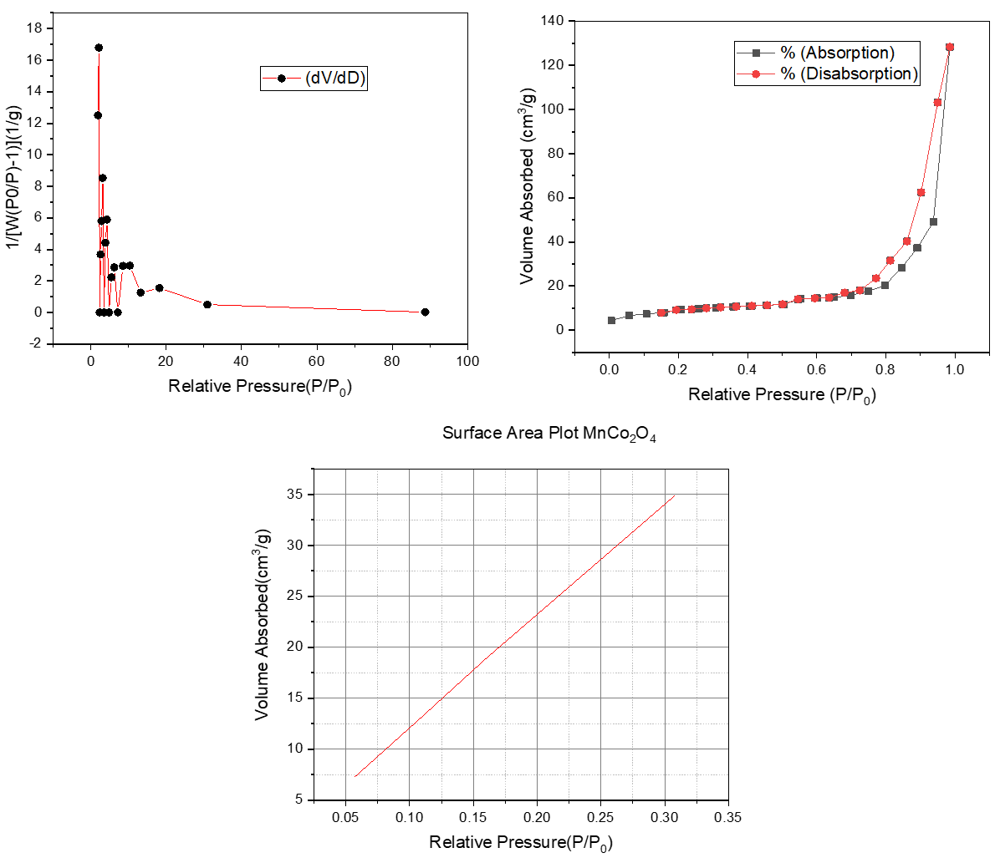 18
16
14
12
10
8
6
4
2
0
-2
1/[W(P0/P)-1)](1/g)
(dV/dD)
0 20 40 60 80 100
Relative Pressure(P/P₀)
140
120
100
80
60
40
20
0
Volume Absorbed (cm³/g)
% (Absorption)
% (Disabsorption)
0.0 0.2 0.4 0.6 0.8 1.0
Relative Pressure (P/P₀)
Surface Area Plot MnCo₂O₄
35
30
25
20
15
10
5
Volume Absorbed(cm³/g)
0.05 0.10 0.15 0.20 0.25 0.30 0.35
Relative Pressure(P/P₀)